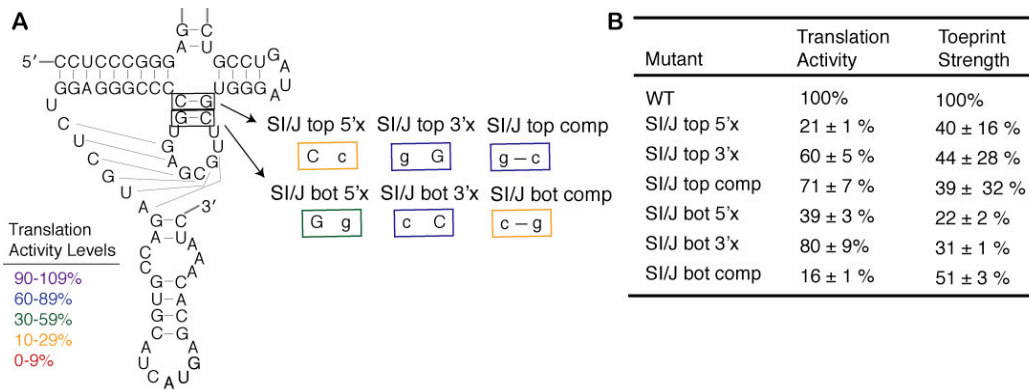 A
B
G – C
A U
5′ CCUCCCGGG GCCUG
A
U
GGAGGGCCC UGGG A
U C – G
C G – C
U U U
C G U
G A G C G
U
A
SI/J top 5′x SI/J top 3′x SI/J top comp
C c g G g – c
SI/J bot 5′x SI/J bot 3′x SI/J bot comp
G g c C c – g
3′
Translation
Activity Levels
90-109%
60-89%
30-59%
10-29%
0-9%
Mutant Translation Activity Toeprint Strength
WT 100% 100%
SI/J top 5′x 21 ± 1 % 40 ± 16 %
SI/J top 3′x 60 ± 5 % 44 ± 28 %
SI/J top comp 71 ± 7 % 39 ± 32 %
SI/J bot 5′x 39 ± 3 % 22 ± 2 %
SI/J bot 3′x 80 ± 9% 31 ± 1 %
SI/J bot comp 16 ± 1 % 51 ± 3 %